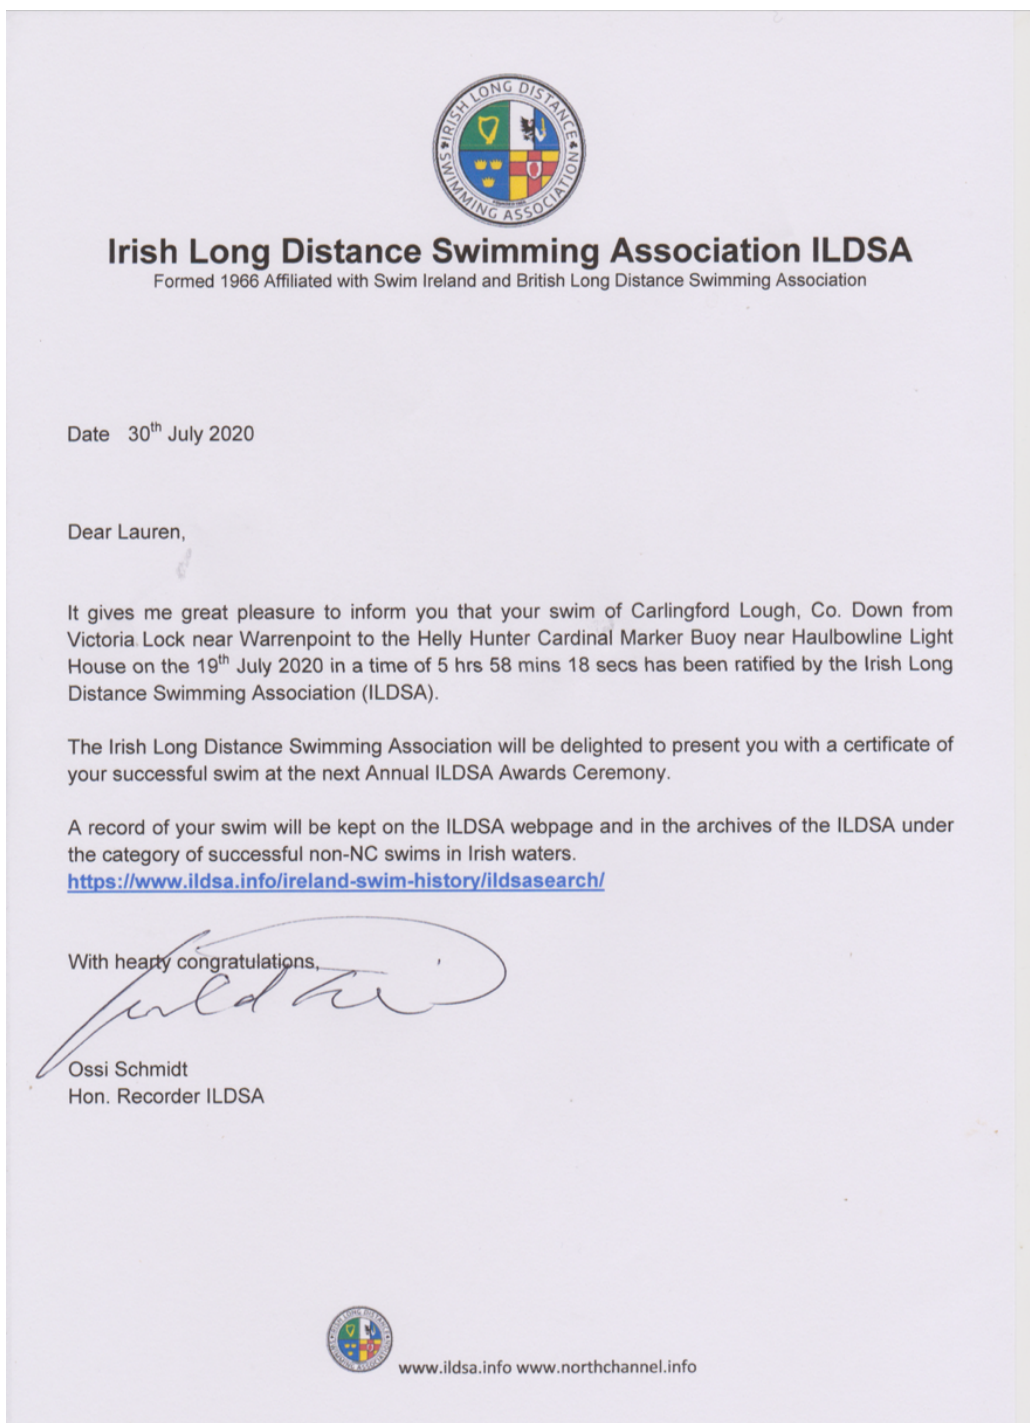 IRISH LONG DISTANCE
SWIMMING ASSOCIATION
Irish Long Distance Swimming Association ILDSA
Formed 1966 Affiliated with Swim Ireland and British Long Distance Swimming Association
Date 30th July 2020
Dear Lauren,
It gives me great pleasure to inform you that your swim of Carlingford Lough, Co. Down from
Victoria Lock near Warrenpoint to the Helly Hunter Cardinal Marker Buoy near Haulbowline Light
House on the 19th July 2020 in a time of 5 hrs 58 mins 18 secs has been ratified by the Irish Long
Distance Swimming Association (ILDSA).
The Irish Long Distance Swimming Association will be delighted to present you with a certificate of
your successful swim at the next Annual ILDSA Awards Ceremony.
A record of your swim will be kept on the ILDSA webpage and in the archives of the ILDSA under
the category of successful non-NC swims in Irish waters.
https://www.ildsa.info/ireland-swim-history/ildsasearch/
With hearty congratulations,
Ossi Schmidt
Hon. Recorder ILDSA
IRISH LONG DISTANCE
SWIMMING ASSOCIATION
www.ildsa.info www.northchannel.info